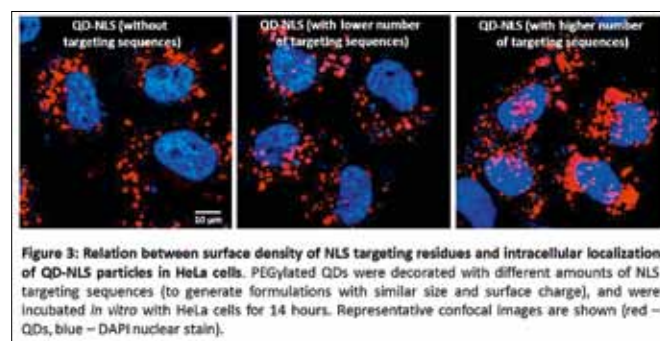 QD-NLS (without
targeting sequences)
QD-NLS (with lower number
of targeting sequences)
QD-NLS (with higher number
of targeting sequences)
10 µm
Figure 3: Relation between surface density of NLS targeting residues and intracellular localization
of QD-NLS particles in HeLa cells. PEGylated QDs were decorated with different amounts of NLS
targeting sequences (to generate formulations with similar size and surface charge), and were
incubated in vitro with HeLa cells for 14 hours. Representative confocal images are shown (red –
QDs, blue – DAPI nuclear stain).